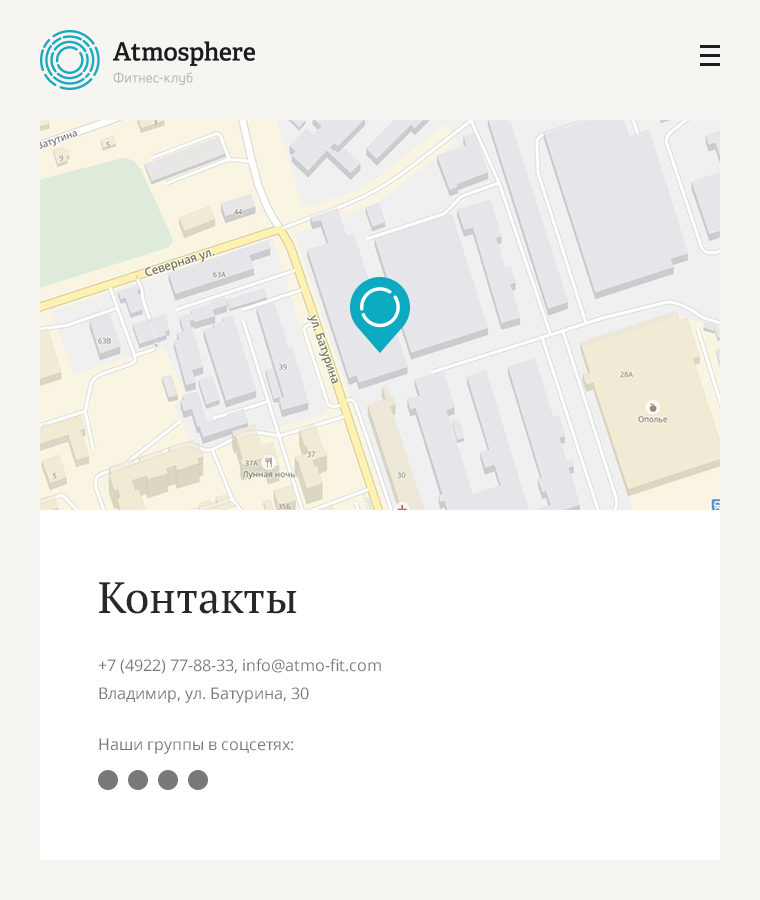 Atmosphere
Фитнес-клуб
Ватутина
3
5
9
44
Северная ул.
63А
63В
ул. Батурина
39
28А
Ополье
37А
37
Лунная ночь
5
30
35Б
Контакты
+7 (4922) 77-88-33, info@atmo-fit.com
Владимир, ул. Батурина, 30
Наши группы в соцсетях: